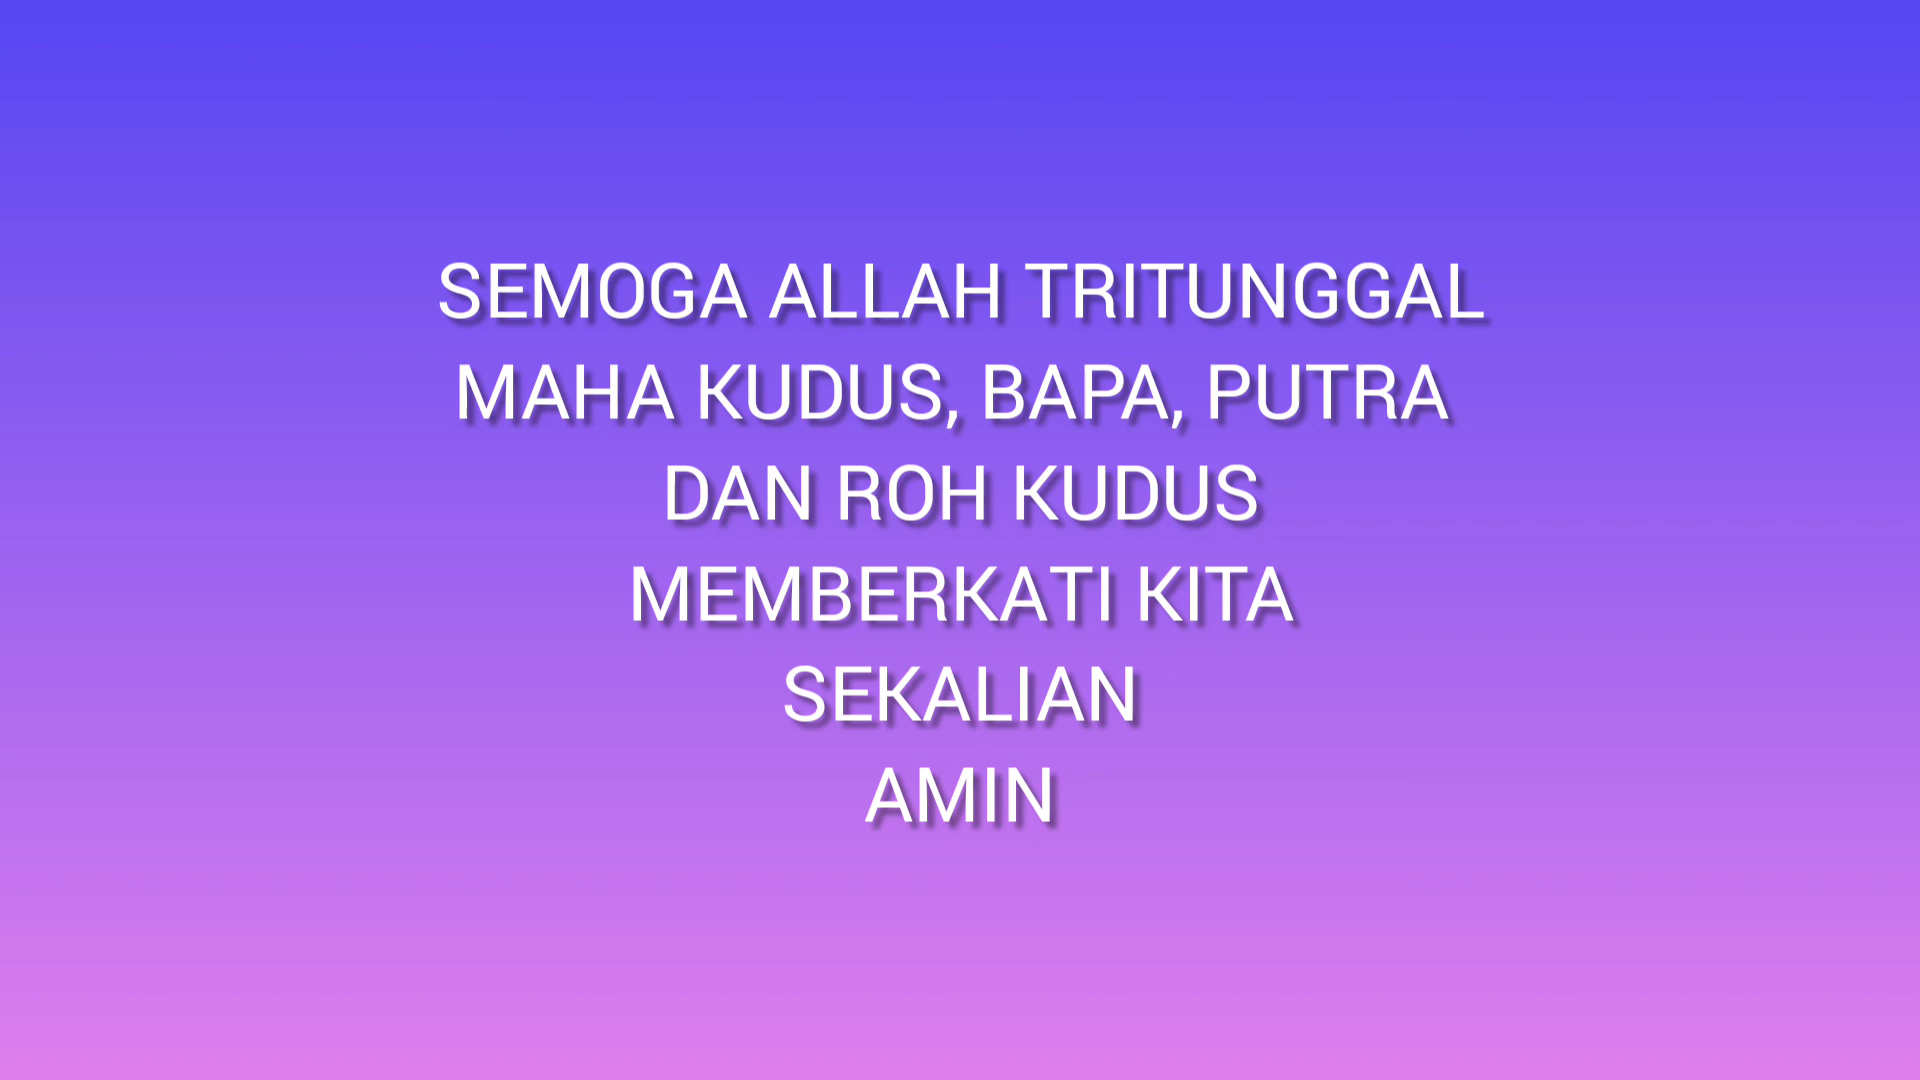 SEMOGA ALLAH TRITUNGGAL
MAHA KUDUS, BAPA, PUTRA
DAN ROH KUDUS
MEMBERKATI KITA
SEKALIAN
AMIN